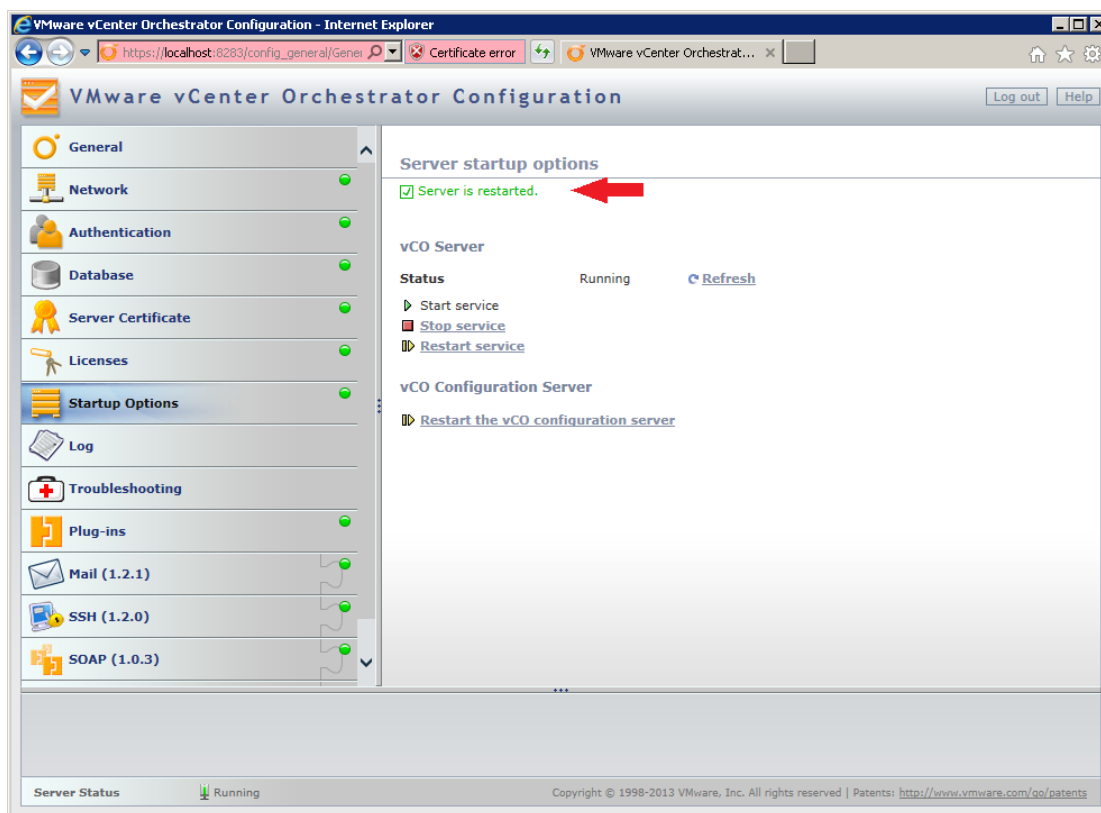 VMware vCenter Orchestrator Configuration - Internet Explorer
https://localhost:8283/config_general/Gener
Certificate error
VMware vCenter Orchestrat...
VMware vCenter Orchestrator Configuration
Log out
Help
General
Network
Authentication
Database
Server Certificate
Licenses
Startup Options
Log
Troubleshooting
Plug-ins
Mail (1.2.1)
SSH (1.2.0)
SOAP (1.0.3)
Server startup options
Server is restarted.
vCO Server
Status Running Refresh
Start service
Stop service
Restart service
vCO Configuration Server
Restart the vCO configuration server
Server Status Running
Copyright © 1998-2013 VMware, Inc. All rights reserved | Patents: http://www.vmware.com/go/patents